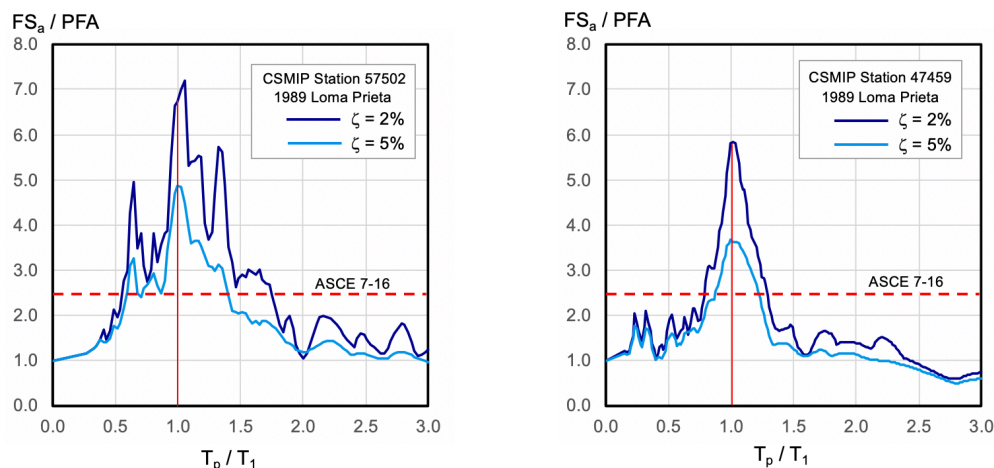 FSa / PFA
8.0
7.0
6.0
5.0
4.0
3.0
2.0
1.0
0.0
CSMIP Station 57502
1989 Loma Prieta
ζ = 2%
ζ = 5%
ASCE 7-16
0.0 0.5 1.0 1.5 2.0 2.5 3.0
Tp / T1
FSa / PFA
8.0
7.0
6.0
5.0
4.0
3.0
2.0
1.0
0.0
CSMIP Station 47459
1989 Loma Prieta
ζ = 2%
ζ = 5%
ASCE 7-16
0.0 0.5 1.0 1.5 2.0 2.5 3.0
Tp / T1